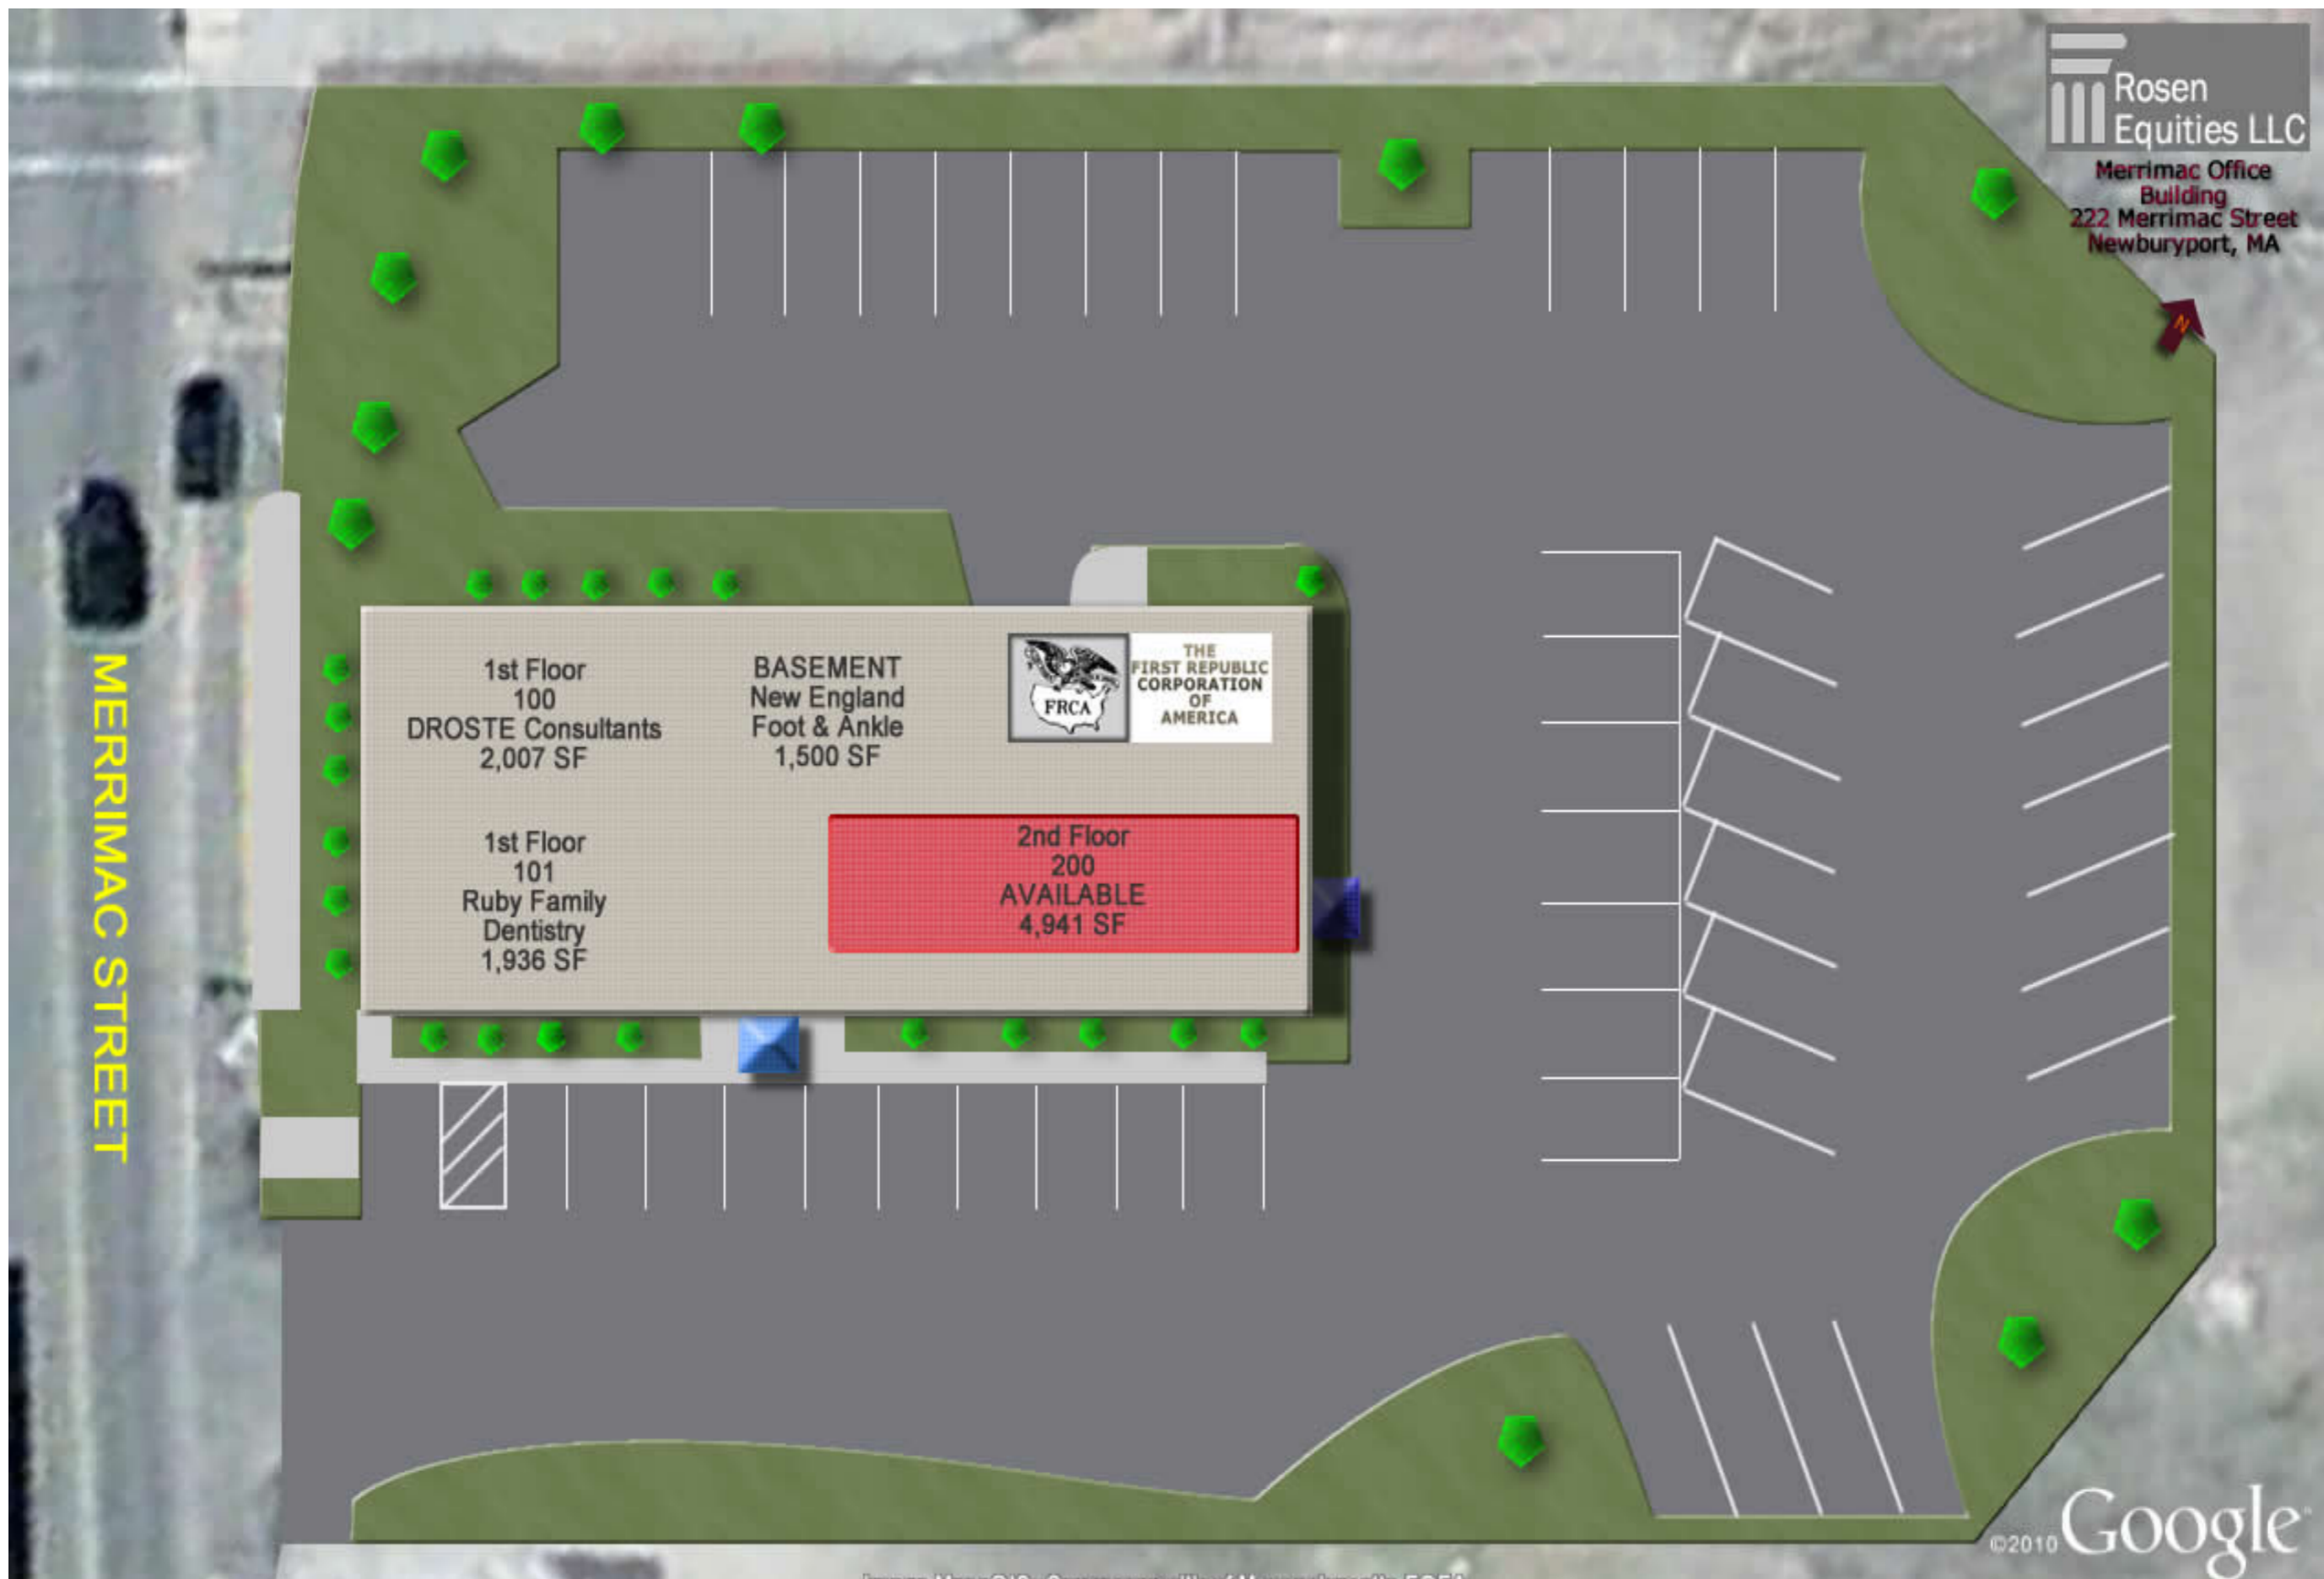 Rosen
Equities LLC
Merrimac Office
Building
222 Merrimac Street
Newburyport, MA
N
MERRIMAC STREET
1st Floor
100
DROSTE Consultants
2,007 SF
BASEMENT
New England
Foot & Ankle
1,500 SF
FRCA
THE
FIRST REPUBLIC
CORPORATION
OF
AMERICA
1st Floor
101
Ruby Family
Dentistry
1,936 SF
2nd Floor
200
AVAILABLE
4,941 SF
©2010 Google